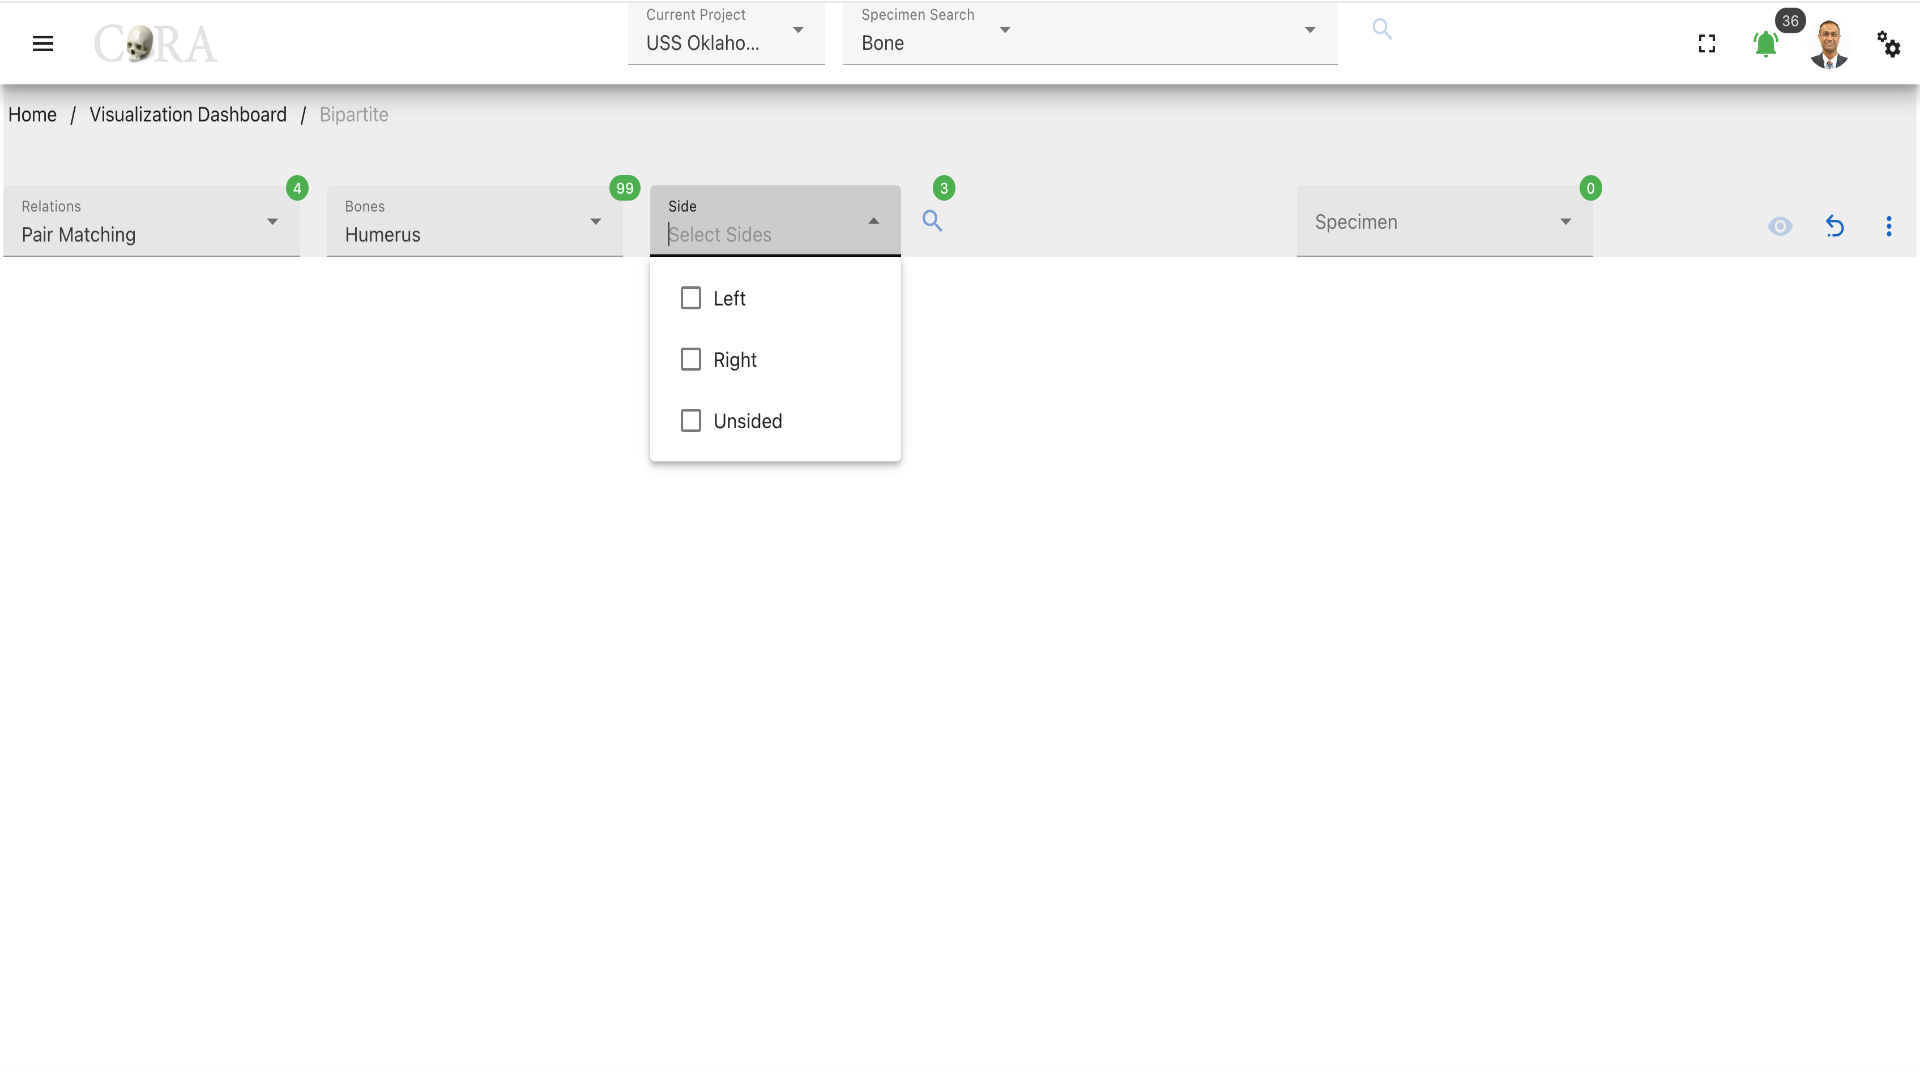 CORA
Current Project
USS Oklaho...
Specimen Search
Bone
36
Home / Visualization Dashboard / Bipartite
Relations
Pair Matching
4
Bones
Humerus
99
Side
Select Sides
3
Specimen
0
Left
Right
Unsided